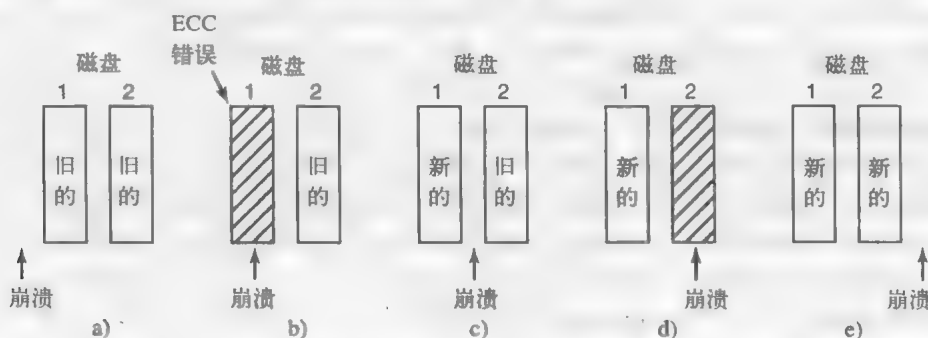 ECC
错误
磁盘 磁盘 磁盘 磁盘 磁盘
1 2 1 2 1 2 1 2 1 2
旧的 旧的 旧的 新的 旧的 新的 新的 新的
崩溃 崩溃 崩溃 崩溃 崩溃
a) b) c) d) e)